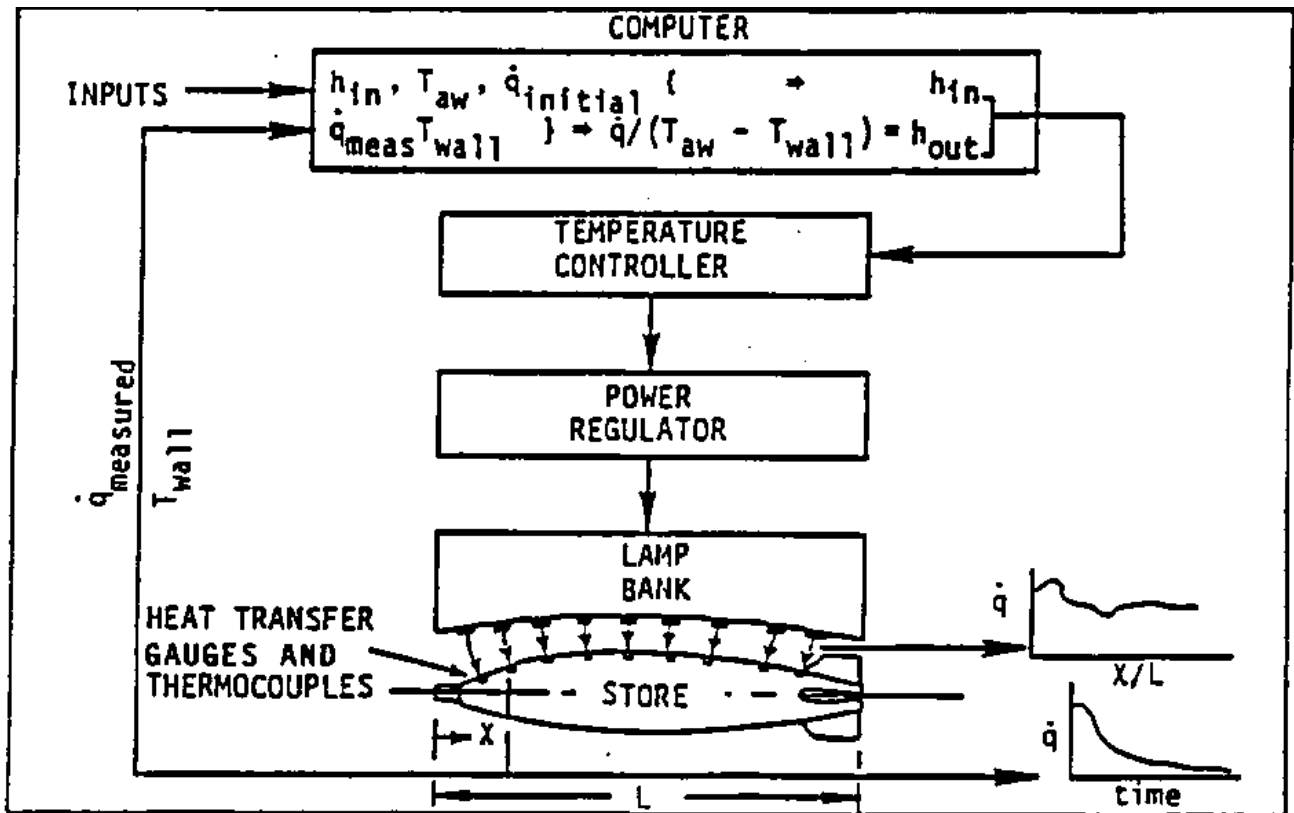 COMPUTER
INPUTS
h_in, T_aw, q̇_initial { ⇒ h_in
q̇_meas T_wall } ⇒ q̇/(T_aw - T_wall) = h_out
TEMPERATURE
CONTROLLER
POWER
REGULATOR
q̇_measured
T_wall
LAMP
BANK
HEAT TRANSFER
GAUGES AND
THERMOCOUPLES
STORE
X
L
q̇
X/L
q̇
time